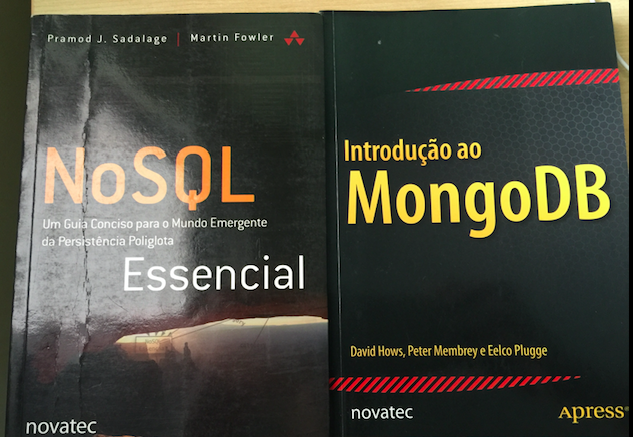 Pramod J. Sadalage | Martin Fowler
NoSQL
Um Guia Conciso para o Mundo Emergente
da Persistência Poliglota
Essencial
novatec
Introdução ao
MongoDB
David Hows, Peter Membrey e Eelco Plugge
novatec
Apress®